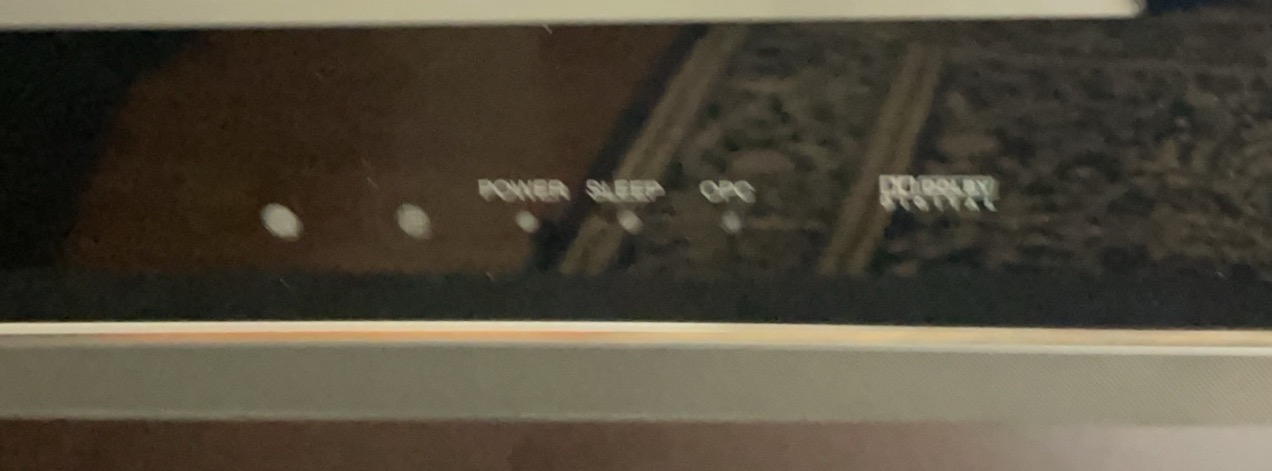 POWER SLEEP OPC
DOLBY
DIGITAL